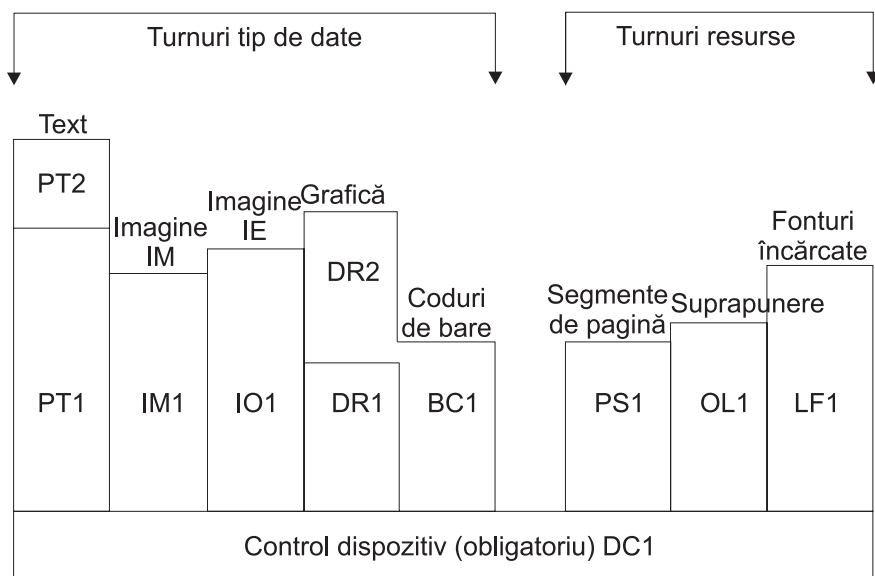 Turnuri tip de date
Turnuri resurse
Text
PT2
PT1
Imagine
IM
IM1
Imagine
IE
IO1
Grafică
DR2
DR1
Coduri
de bare
BC1
Segmente
de pagină
PS1
Suprapunere
OL1
Fonturi
încărcate
LF1
Control dispozitiv (obligatoriu) DC1